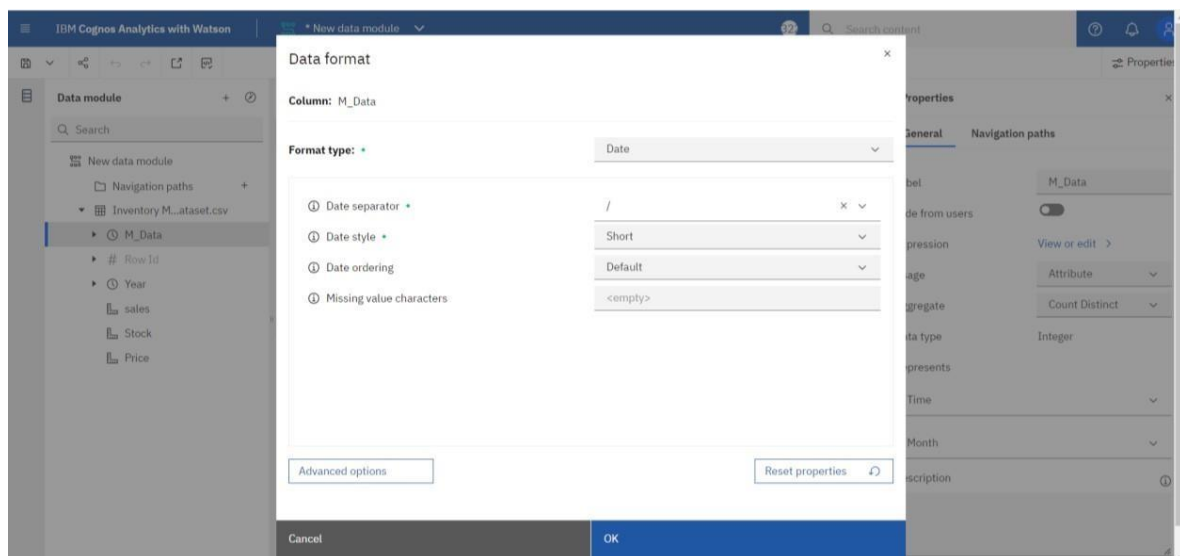 IBM Cognos Analytics with Watson
* New data module
Search content
Properties
Data module
Search
New data module
Navigation paths
Inventory M...ataset.csv
M_Data
# Row Id
Year
sales
Stock
Price
Data format
Column: M_Data
Format type:
Date
Date separator
/
Date style
Short
Date ordering
Default
Missing value characters
<empty>
Advanced options
Reset properties
Cancel
OK
roperties
General
Navigation paths
bel
M_Data
de from users
pression
View or edit
age
Attribute
gregate
Count Distinct
ta type
Integer
presents
Time
Month
scription